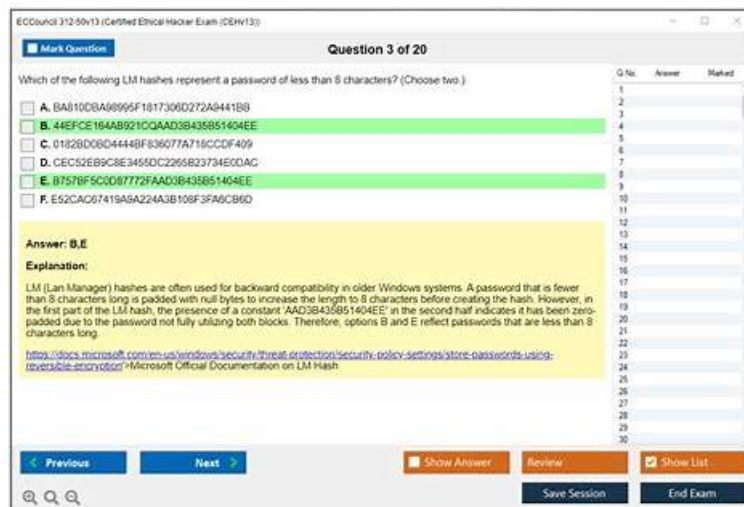 ECCouncil 312-50v13 (Certified Ethical Hacker Exam (CEHv13))
Mark Question
Question 3 of 20
Which of the following LM hashes represent a password of less than 8 characters? (Choose two.)
A. BA810DBA98995F1817306D272A9441BB
B. 44EFCE164AB921CQAAD3B435B51404EE
C. 0182BD0BD4444BF836077A718CCDF409
D. CEC52EB9C8E3455DC2265B23734E0DAC
E. B757BF5C0D87772FAAD3B435B51404EE
F. E52CAC67419A9A224A3B108F3FA6CB6D
Answer: B,E
Explanation:
LM (Lan Manager) hashes are often used for backward compatibility in older Windows systems. A password that is fewer
than 8 characters long is padded with null bytes to increase the length to 8 characters before creating the hash. However, in
the first part of the LM hash, the presence of a constant 'AAD3B435B51404EE' in the second half indicates it has been zero-
padded due to the password not fully utilizing both blocks. Therefore, options B and E reflect passwords that are less than 8
characters long.
https://docs.microsoft.com/en-us/windows/security/threat-protection/security-policy-settings/store-passwords-using-
reversible-encryption'>Microsoft Official Documentation on LM Hash
Q.No. Answer Marked
1
2
3
4
5
6
7
8
9
10
11
12
13
14
15
16
17
18
19
20
21
22
23
24
25
26
27
28
29
30
Previous
Next
Show Answer
Review
Show List
Save Session
End Exam